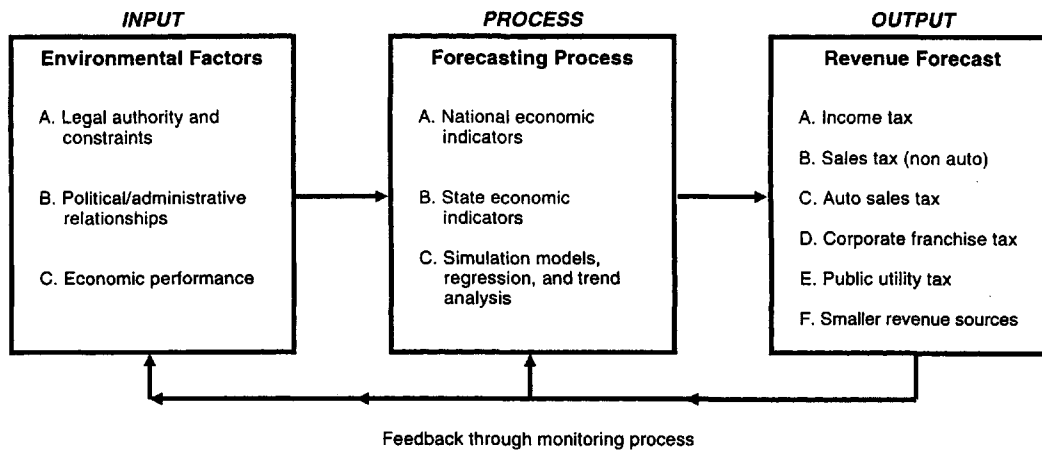 INPUT
Environmental Factors
A. Legal authority and
constraints
B. Political/administrative
relationships
C. Economic performance
PROCESS
Forecasting Process
A. National economic
indicators
B. State economic
indicators
C. Simulation models,
regression, and trend
analysis
OUTPUT
Revenue Forecast
A. Income tax
B. Sales tax (non auto)
C. Auto sales tax
D. Corporate franchise tax
E. Public utility tax
F. Smaller revenue sources
Feedback through monitoring process